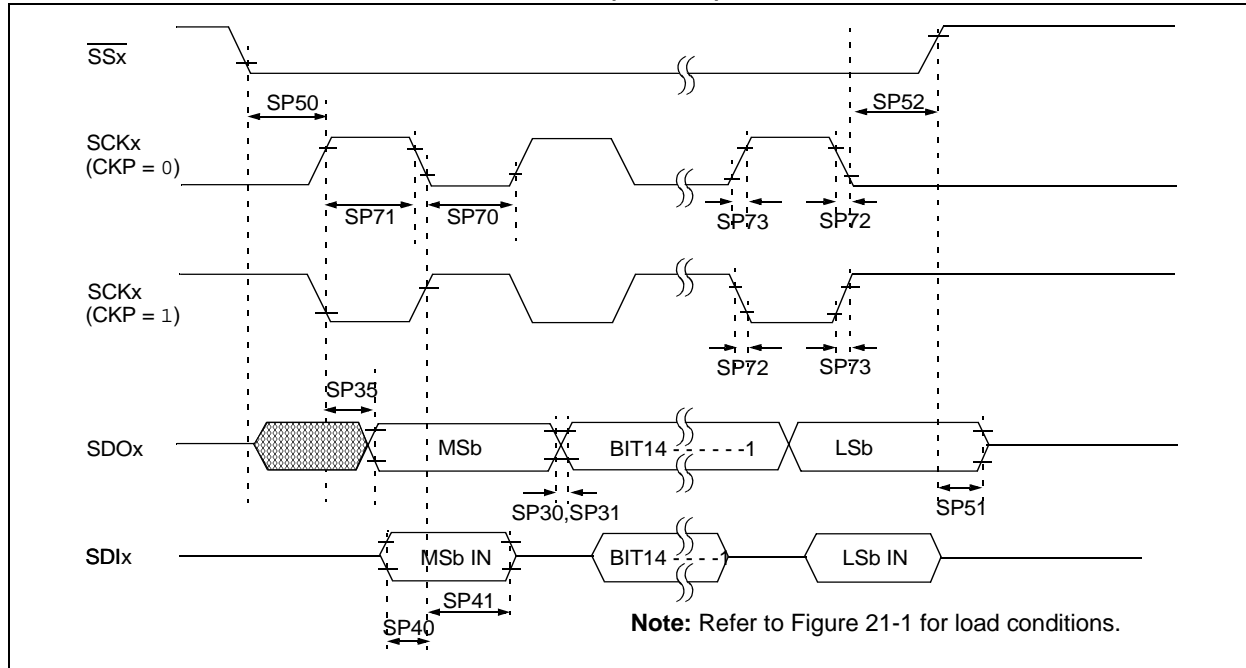 SSx
SP50
SP52
SCKx
(CKP = 0)
SP71
SP70
SP73
SP72
SCKx
(CKP = 1)
SP72
SP73
SP35
SDOx
MSb
BIT14 - - - - - -1
LSb
SP30,SP31
SP51
SDIx
MSb IN
BIT14 - - - - -1
LSb IN
SP41
SP40
Note: Refer to Figure 21-1 for load conditions.